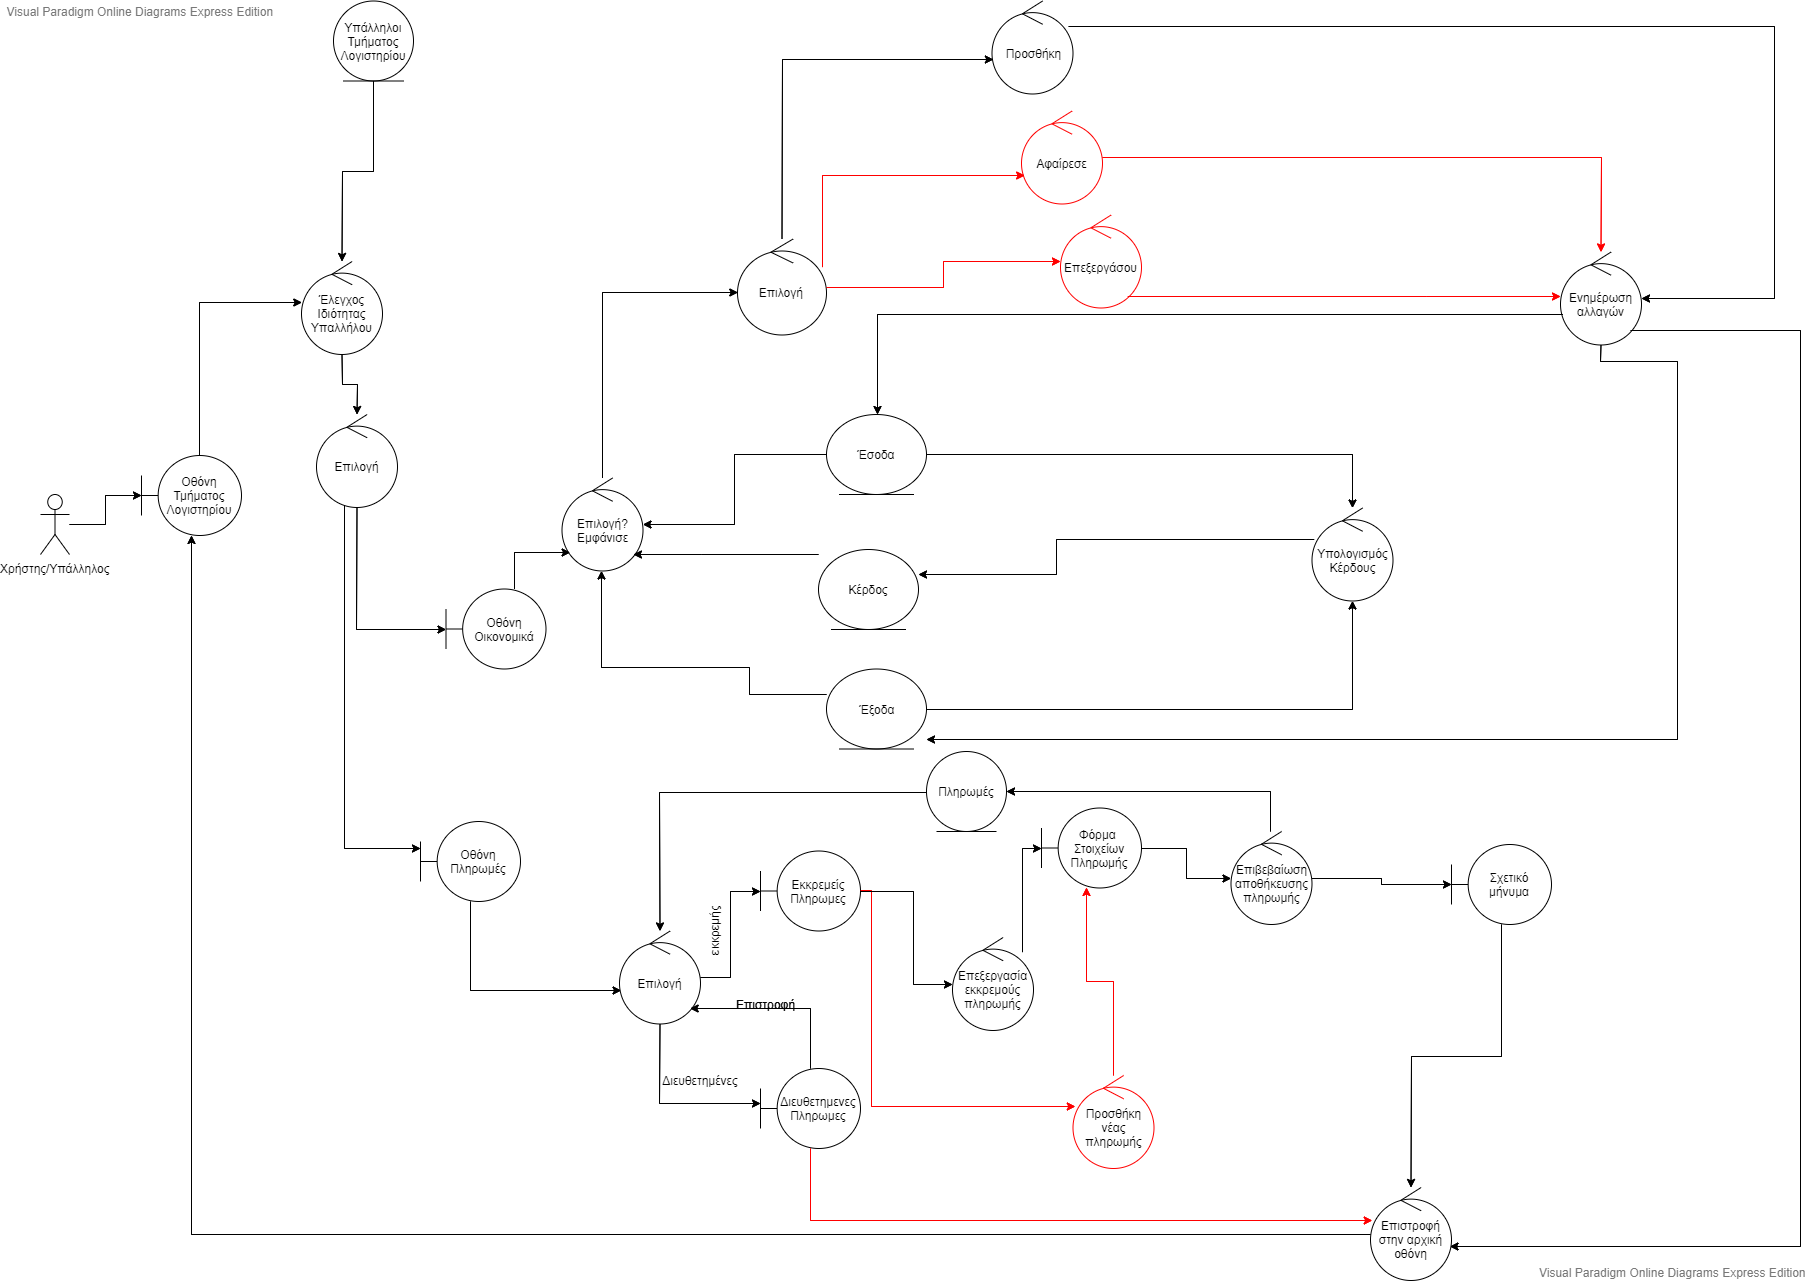 Visual Paradigm Online Diagrams Express Edition
Υπάλληλοι
Τμήματος
Λογιστηρίου
Προσθήκη
Αφαίρεσε
Επεξεργάσου
Επιλογή
Ενημέρωση
αλλαγών
Έλεγχος
Ιδιότητας
Υπαλλήλου
Επιλογή
Έσοδα
Οθόνη
Τμήματος
Λογιστηρίου
Επιλογή?
Εμφάνισε
Υπολογισμός
Κέρδους
Χρήστης/Υπάλληλος
Κέρδος
Οθόνη
Οικονομικά
Έξοδα
Πληρωμές
Οθόνη
Πληρωμές
Φόρμα
Στοιχείων
Πληρωμής
Εκκρεμείς
Πληρωμες
Επιβεβαίωση
αποθήκευσης
πληρωμής
Σχετικό
μήνυμα
εκκρεμής
Επιλογή
Επεξεργασία
εκκρεμούς
πληρωμής
Επιστροφή
Διευθετημένες
Διευθετημενες
Πληρωμες
Προσθήκη
νέας
πληρωμής
Επιστροφή
στην αρχική
οθόνη
Visual Paradigm Online Diagrams Express Edition